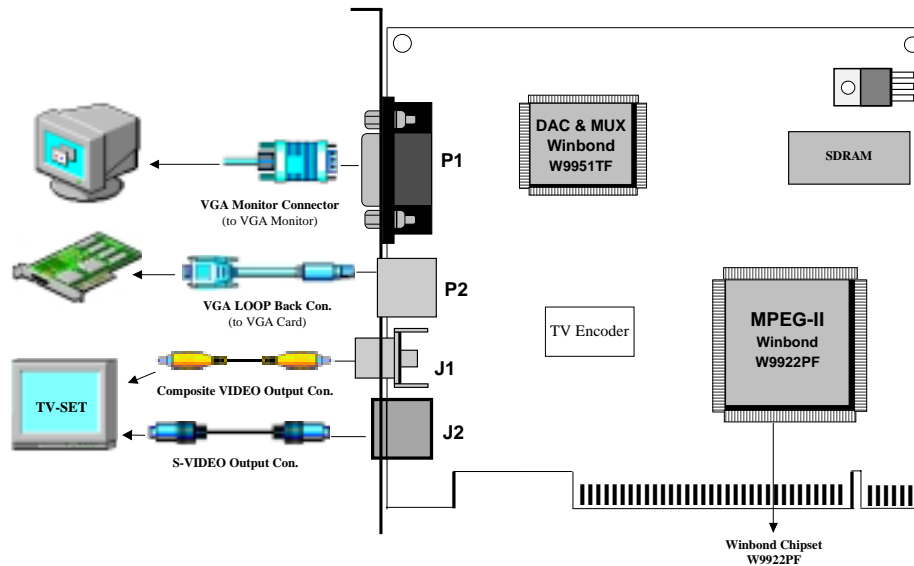 DAC & MUX
Winbond
W9951TF
SDRAM
P1
VGA Monitor Connector
(to VGA Monitor)
P2
VGA LOOP Back Con.
(to VGA Card)
TV Encoder
MPEG-II
Winbond
W9922PF
J1
Composite VIDEO Output Con.
TV-SET
J2
S-VIDEO Output Con.
Winbond Chipset
W9922PF